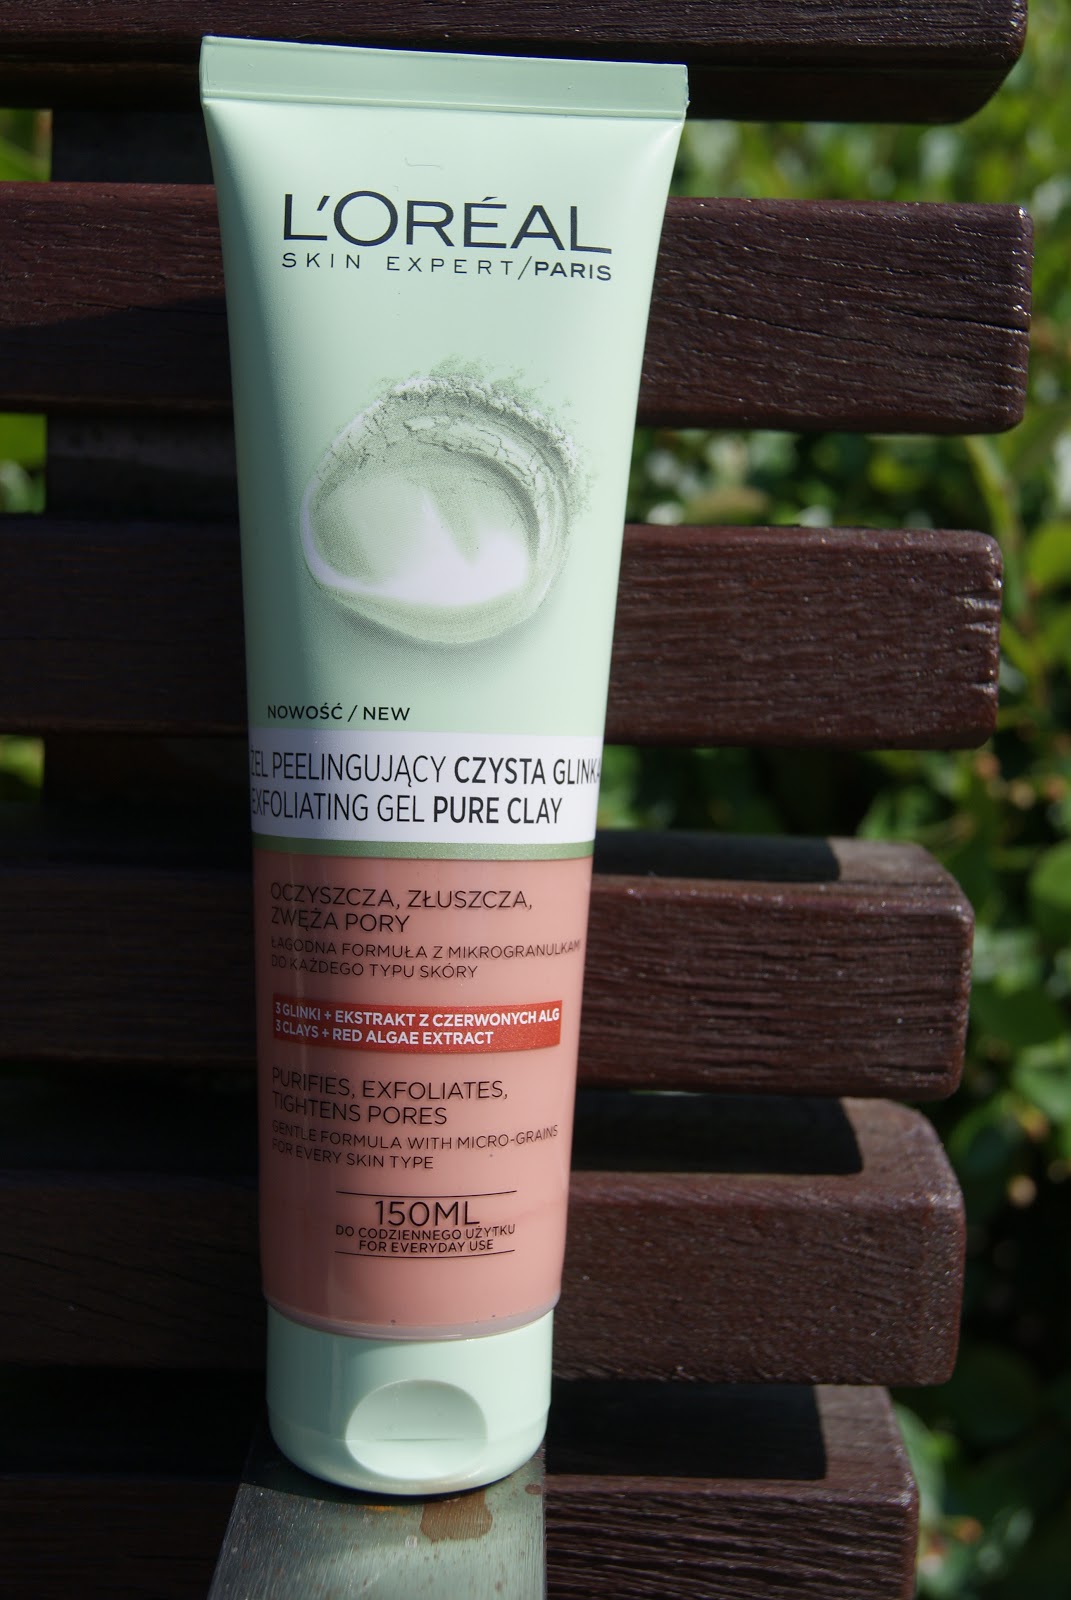 L'ORÉAL
SKIN EXPERT/PARIS
NOWOŚĆ / NEW
ŻEL PEELINGUJĄCY CZYSTA GLINKA
EXFOLIATING GEL PURE CLAY
OCZYSZCZA, ZŁUSZCZA,
ZWĘŻA PORY
ŁAGODNA FORMUŁA Z MIKROGRANULKAMI
DO KAŻDEGO TYPU SKÓRY
3 GLINKI + EKSTRAKT Z CZERWONYCH ALG
3 CLAYS + RED ALGAE EXTRACT
PURIFIES, EXFOLIATES,
TIGHTENS PORES
GENTLE FORMULA WITH MICRO-GRAINS
FOR EVERY SKIN TYPE
150ML
DO CODZIENNEGO UŻYTKU
FOR EVERYDAY USE